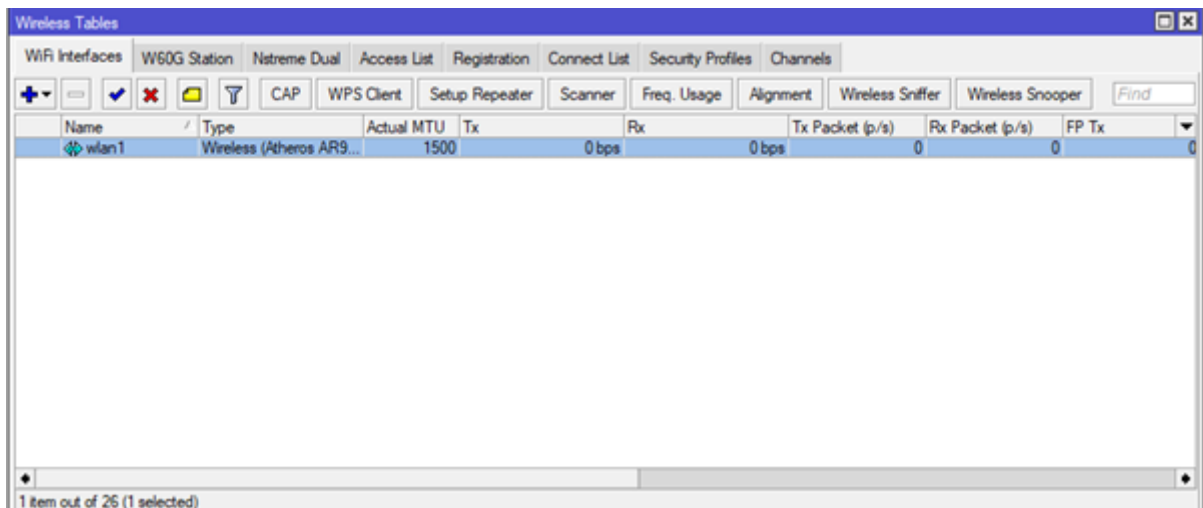 Wireless Tables
WiFi Interfaces W60G Station Nstreme Dual Access List Registration Connect List Security Profiles Channels
CAP WPS Client Setup Repeater Scanner Freq. Usage Alignment Wireless Sniffer Wireless Snooper Find
Name / Type Actual MTU Tx Rx Tx Packet (p/s) Rx Packet (p/s) FP Tx
wlan1 Wireless (Atheros AR9... 1500 0 bps 0 bps 0 0 0
1 item out of 26 (1 selected)